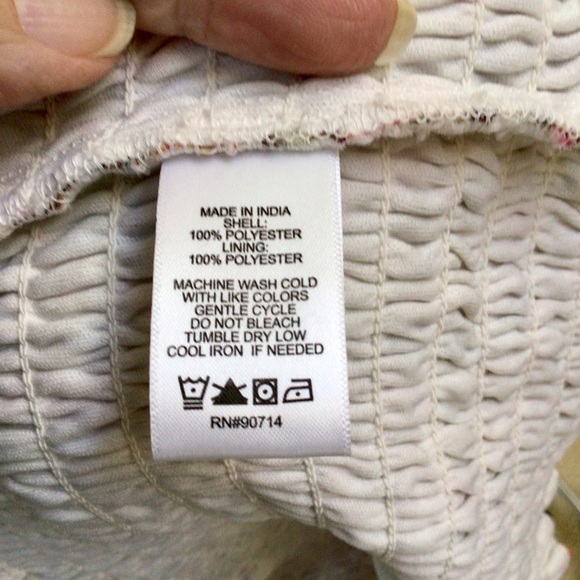 MADE IN INDIA
SHELL:
100% POLYESTER
LINING:
100% POLYESTER
MACHINE WASH COLD
WITH LIKE COLORS
GENTLE CYCLE
DO NOT BLEACH
TUMBLE DRY LOW
COOL IRON IF NEEDED
RN#90714